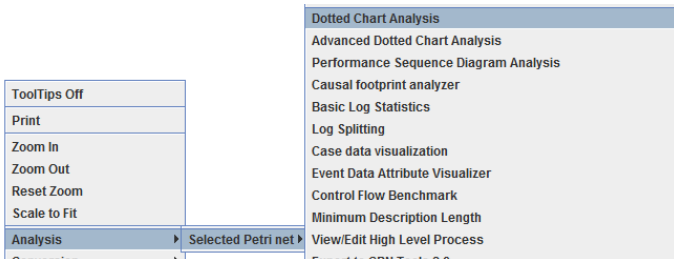 Dotted Chart Analysis
Advanced Dotted Chart Analysis
Performance Sequence Diagram Analysis
Causal footprint analyzer
Basic Log Statistics
Log Splitting
Case data visualization
Event Data Attribute Visualizer
Control Flow Benchmark
Minimum Description Length
View/Edit High Level Process
ToolTips Off
Print
Zoom In
Zoom Out
Reset Zoom
Scale to Fit
Analysis
Selected Petri net